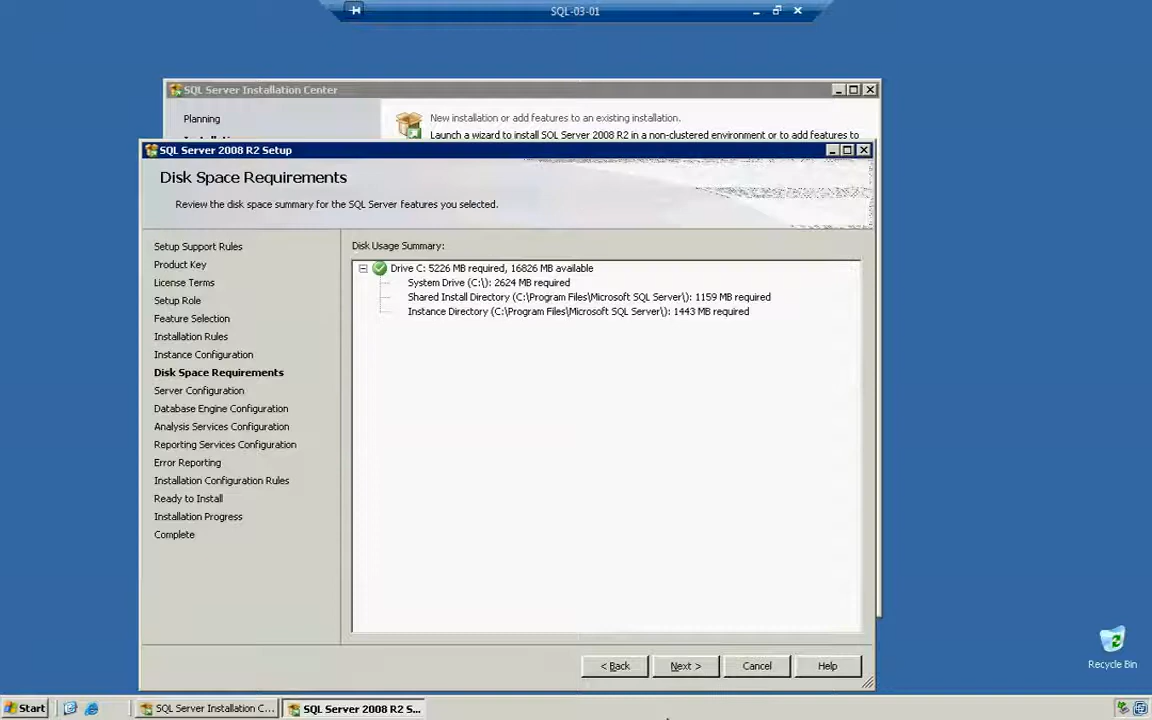 SQL-03-01
SQL Server Installation Center
Planning
New installation or add features to an existing installation.
Launch a wizard to install SQL Server 2008 R2 in a non-clustered environment or to add features to
SQL Server 2008 R2 Setup
Disk Space Requirements
Review the disk space summary for the SQL Server features you selected.
Setup Support Rules
Product Key
License Terms
Setup Role
Feature Selection
Installation Rules
Instance Configuration
Disk Space Requirements
Server Configuration
Database Engine Configuration
Analysis Services Configuration
Reporting Services Configuration
Error Reporting
Installation Configuration Rules
Ready to Install
Installation Progress
Complete
Disk Usage Summary:
Drive C: 5226 MB required, 16826 MB available
System Drive (C:\): 2624 MB required
Shared Install Directory (C:\Program Files\Microsoft SQL Server\): 1159 MB required
Instance Directory (C:\Program Files\Microsoft SQL Server\): 1443 MB required
< Back
Next >
Cancel
Help
Recycle Bin
Start
SQL Server Installation C...
SQL Server 2008 R2 S...